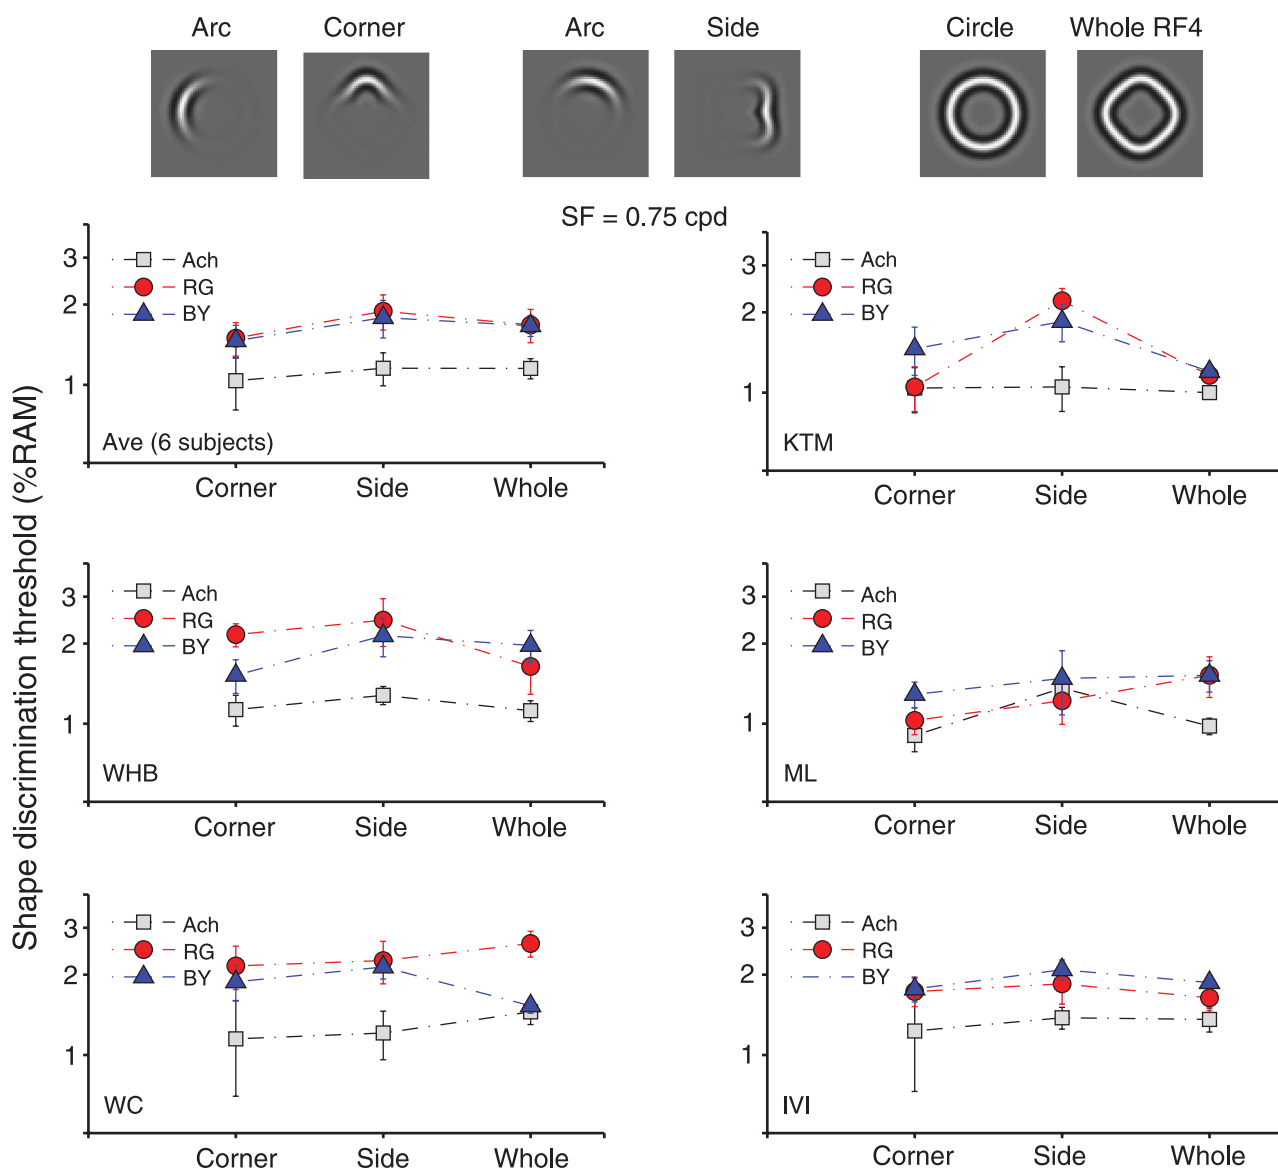 Arc Corner Arc Side Circle Whole RF4
SF = 0.75 cpd
Shape discrimination threshold (%RAM)
3
2
1
Ach
RG
BY
Ave (6 subjects)
Corner Side Whole
3
2
1
Ach
RG
BY
KTM
Corner Side Whole
3
2
1
Ach
RG
BY
WHB
Corner Side Whole
3
2
1
Ach
RG
BY
ML
Corner Side Whole
3
2
1
Ach
RG
BY
WC
Corner Side Whole
3
2
1
Ach
RG
BY
IVI
Corner Side Whole